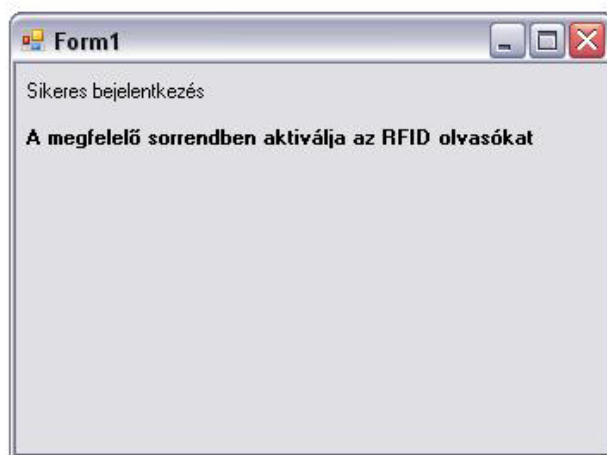 Form1
Sikeres bejelentkezés
A megfelelő sorrendben aktiválja az RFID olvasókat